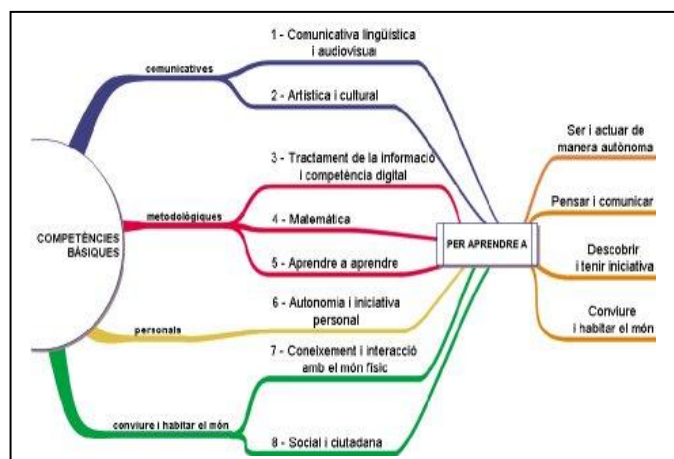 COMPETÈNCIES
BÀSIQUES
comunicatives
1 - Comunicativa lingüística
i audiovisual
2 - Artística i cultural
metodològiques
3 - Tractament de la informació
i competència digital
4 - Matemàtica
5 - Aprendre a aprendre
personals
6 - Autonomia i iniciativa
personal
conviure i habitar el món
7 - Coneixement i interacció
amb el món físic
8 - Social i ciutadana
PER APRENDRE A
Ser i actuar de
manera autònoma
Pensar i comunicar
Descobrir
i tenir iniciativa
Conviure
i habitar el món